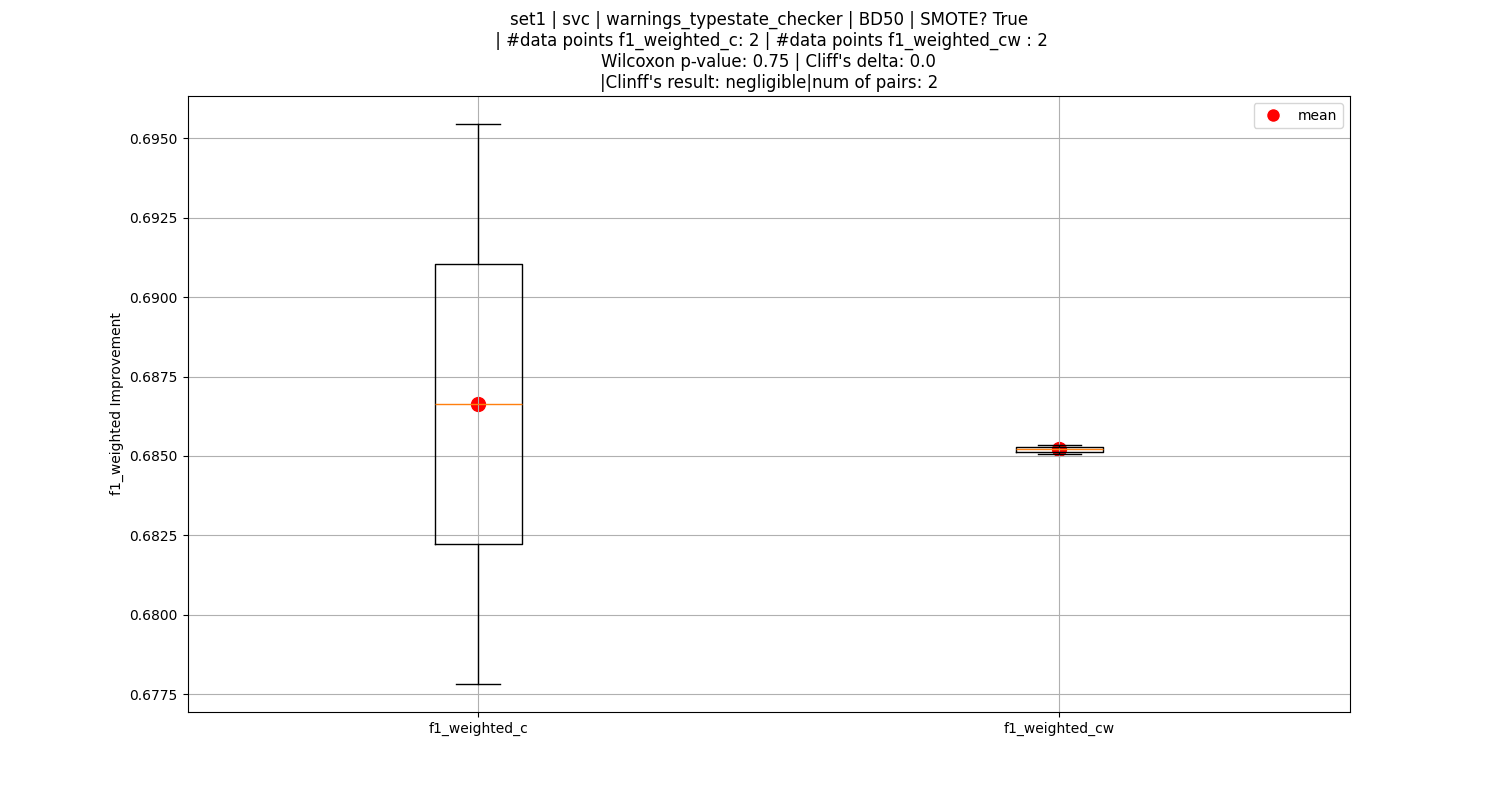 set1 | svc | warnings_typestate_checker | BD50 | SMOTE? True
| #data points f1_weighted_c: 2 | #data points f1_weighted_cw : 2
Wilcoxon p-value: 0.75 | Cliff's delta: 0.0
|Clinff's result: negligible|num of pairs: 2
mean
0.6950
0.6925
0.6900
0.6875
0.6850
0.6825
0.6800
0.6775
f1_weighted Improvement
f1_weighted_c
f1_weighted_cw